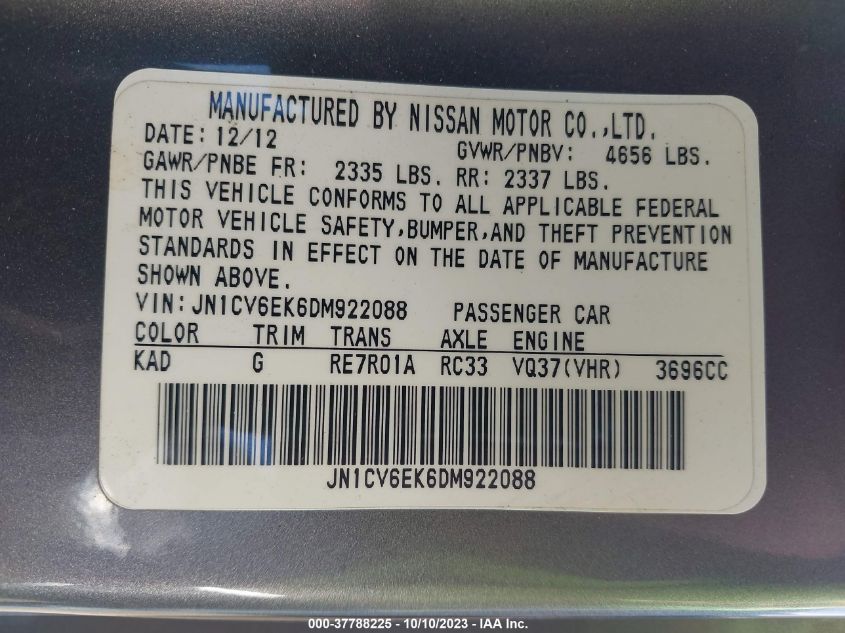 MANUFACTURED BY NISSAN MOTOR CO.,LTD.
DATE: 12/12 GVWR/PNBV: 4656 LBS.
GAWR/PNBE FR: 2335 LBS. RR: 2337 LBS.
THIS VEHICLE CONFORMS TO ALL APPLICABLE FEDERAL
MOTOR VEHICLE SAFETY,BUMPER,AND THEFT PREVENTION
STANDARDS IN EFFECT ON THE DATE OF MANUFACTURE
SHOWN ABOVE.
VIN:JN1CV6EK6DM922088 PASSENGER CAR
COLOR TRIM TRANS AXLE ENGINE
KAD G RE7R01A RC33 VQ37(VHR) 3696CC
JN1CV6EK6DM922088
000-37788225 - 10/10/2023 - IAA Inc.